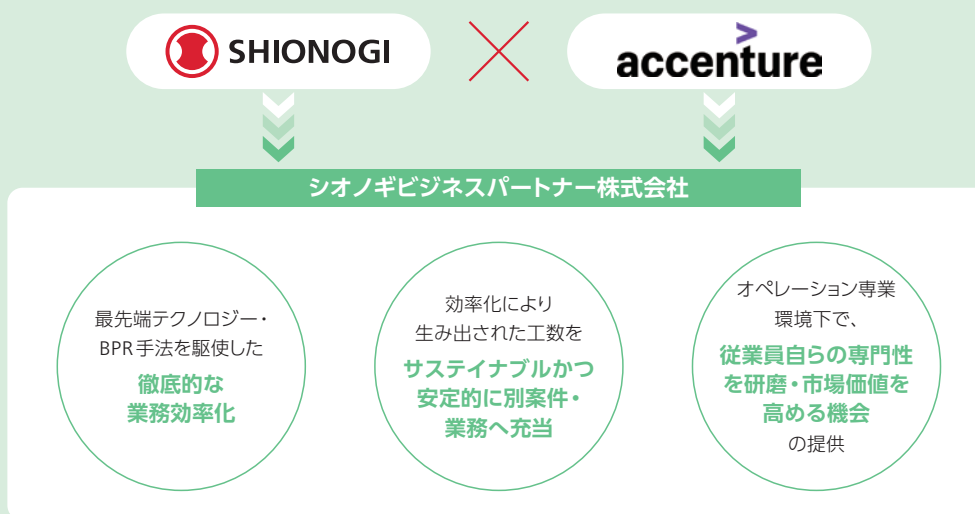 SHIONOGI
accenture
シオノギビジネスパートナー株式会社
最先端テクノロジー・
BPR手法を駆使した
徹底的な
業務効率化
効率化により
生み出された工数を
サステイナブルかつ
安定的に別案件・
業務へ充当
オペレーション専業
環境下で、
従業員自らの専門性
を研磨・市場価値を
高める機会
の提供